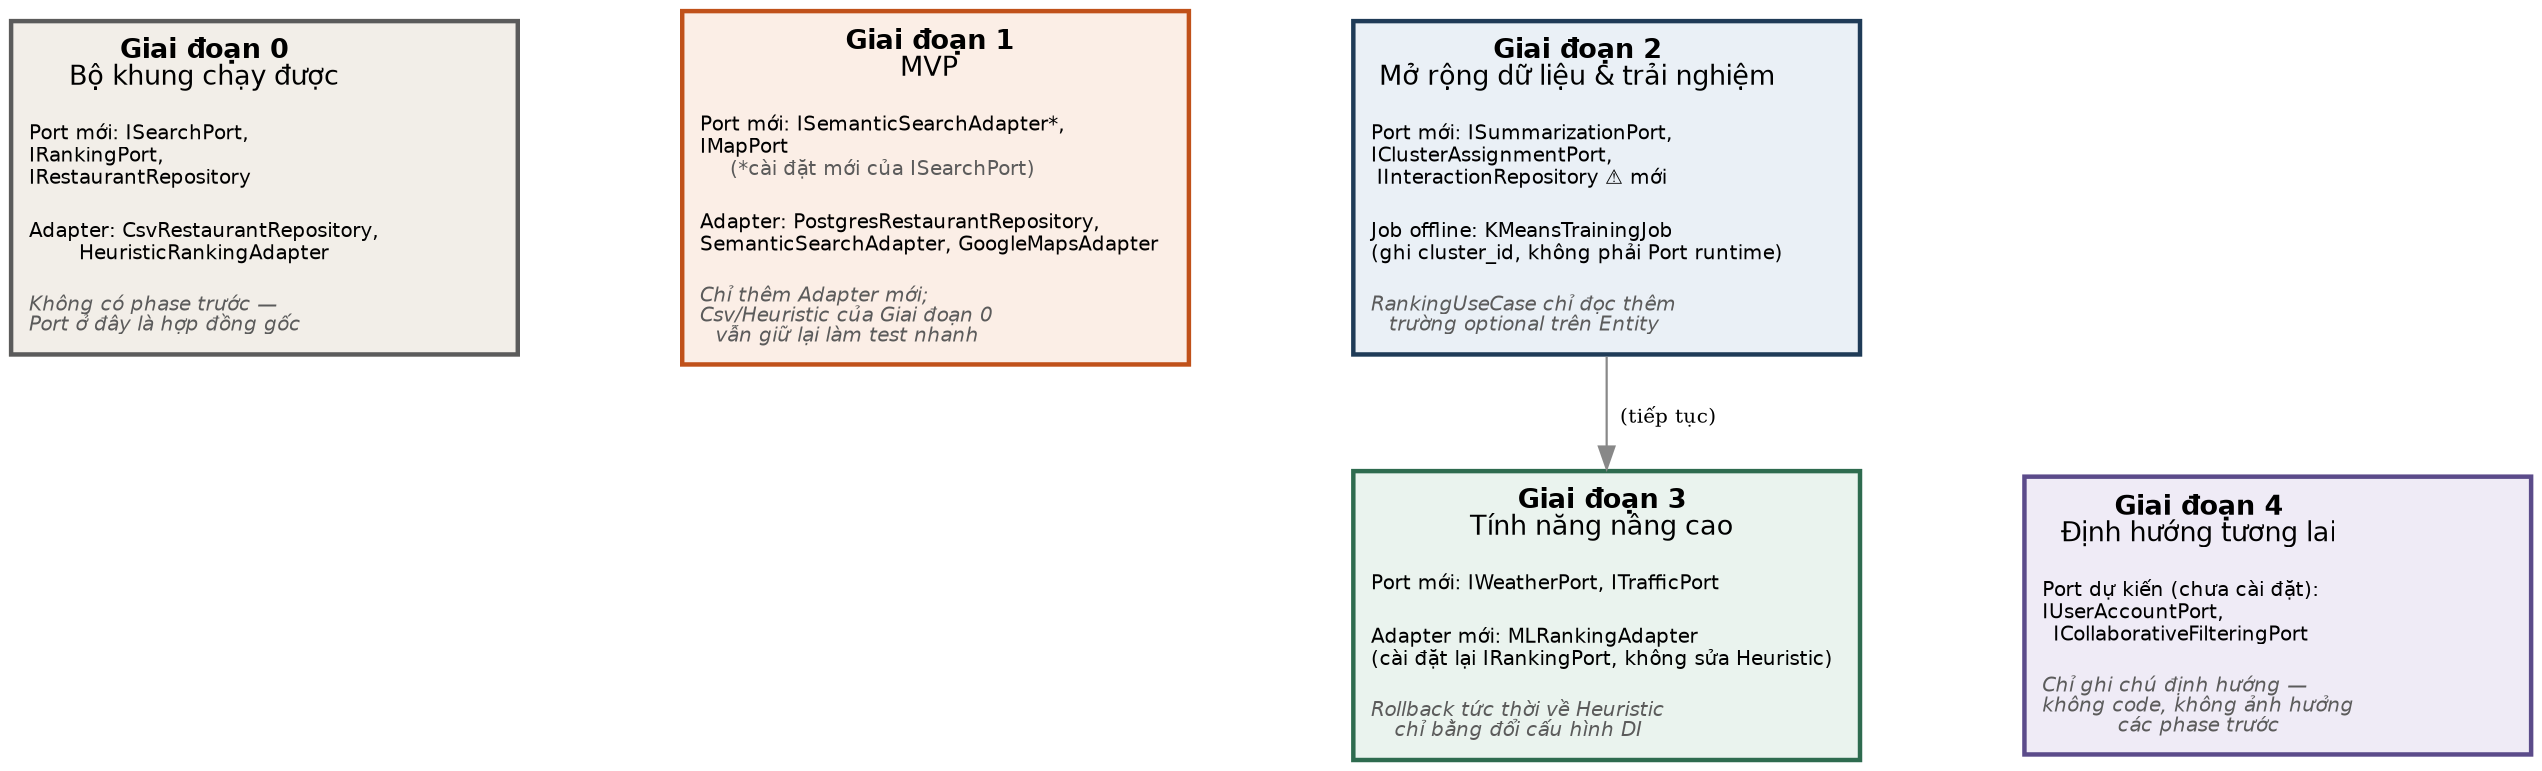 Giai đoạn 0
Bộ khung chạy được
Port mới: ISearchPort,
IRankingPort,
IRestaurantRepository
Adapter: CsvRestaurantRepository,
HeuristicRankingAdapter
Không có phase trước —
Port ở đây là hợp đồng gốc
Giai đoạn 1
MVP
Port mới: ISemanticSearchAdapter*,
IMapPort
(*cài đặt mới của ISearchPort)
Adapter: PostgresRestaurantRepository,
SemanticSearchAdapter, GoogleMapsAdapter
Chỉ thêm Adapter mới;
Csv/Heuristic của Giai đoạn 0
vẫn giữ lại làm test nhanh
Giai đoạn 2
Mở rộng dữ liệu & trải nghiệm
Port mới: ISummarizationPort,
IClusterAssignmentPort,
IInteractionRepository ⚠ mới
Job offline: KMeansTrainingJob
(ghi cluster_id, không phải Port runtime)
RankingUseCase chỉ đọc thêm
trường optional trên Entity
(tiếp tục)
Giai đoạn 3
Tính năng nâng cao
Port mới: IWeatherPort, ITrafficPort
Adapter mới: MLRankingAdapter
(cài đặt lại IRankingPort, không sửa Heuristic)
Rollback tức thời về Heuristic
chỉ bằng đổi cấu hình DI
Giai đoạn 4
Định hướng tương lai
Port dự kiến (chưa cài đặt):
IUserAccountPort,
ICollaborativeFilteringPort
Chỉ ghi chú định hướng —
không code, không ảnh hưởng
các phase trước